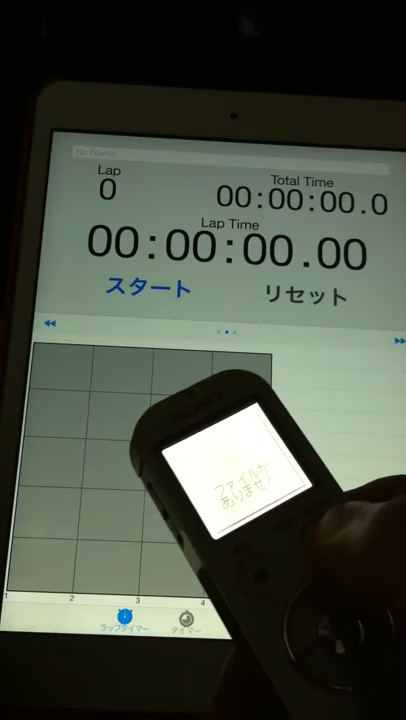 No Name
Lap
0
Total Time
00:00:00.0
Lap Time
00:00:00.00
スタート
リセット
SONY
ファイルが
ありません
1 2 3 4
ラップタイマー
タイマー